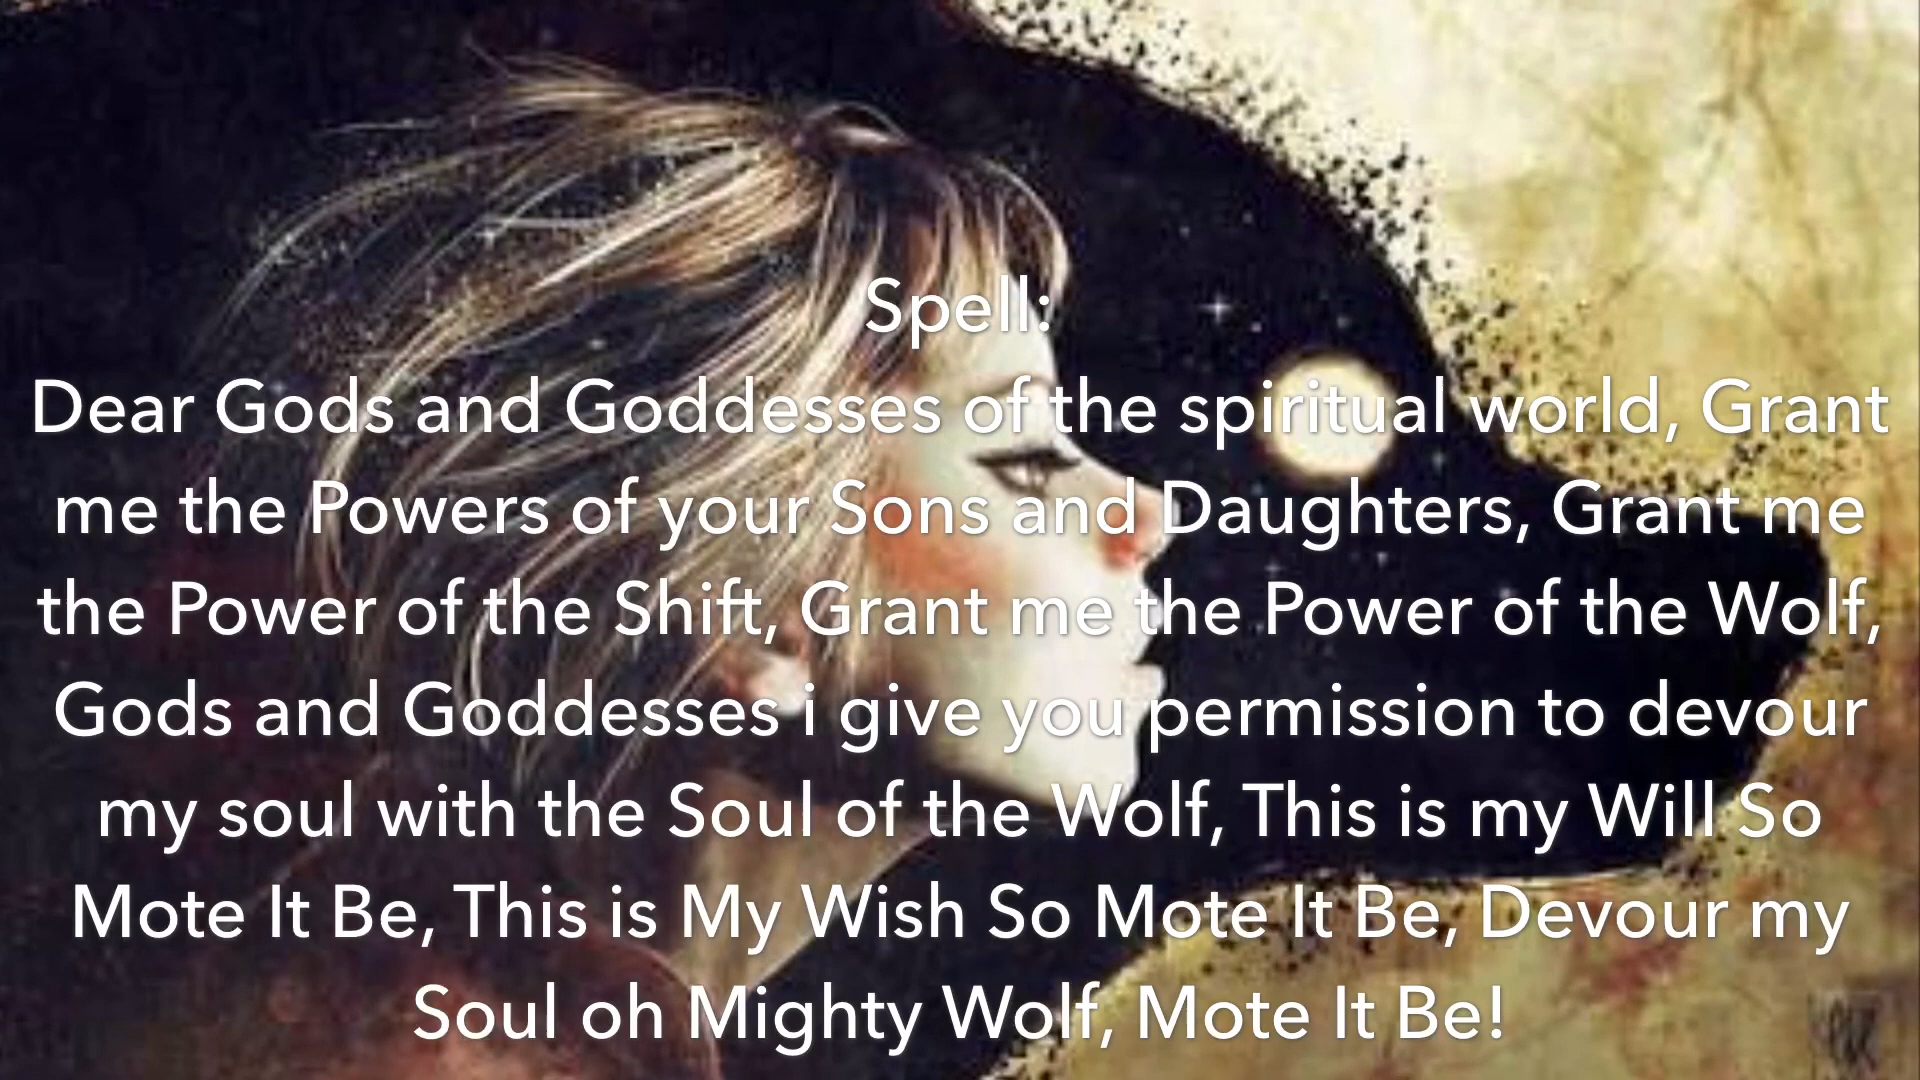 Spell:
Dear Gods and Goddesses of the spiritual world, Grant
me the Powers of your Sons and Daughters, Grant me
the Power of the Shift, Grant me the Power of the Wolf,
Gods and Goddesses i give you permission to devour
my soul with the Soul of the Wolf, This is my Will So
Mote It Be, This is My Wish So Mote It Be, Devour my
Soul oh Mighty Wolf, Mote It Be!